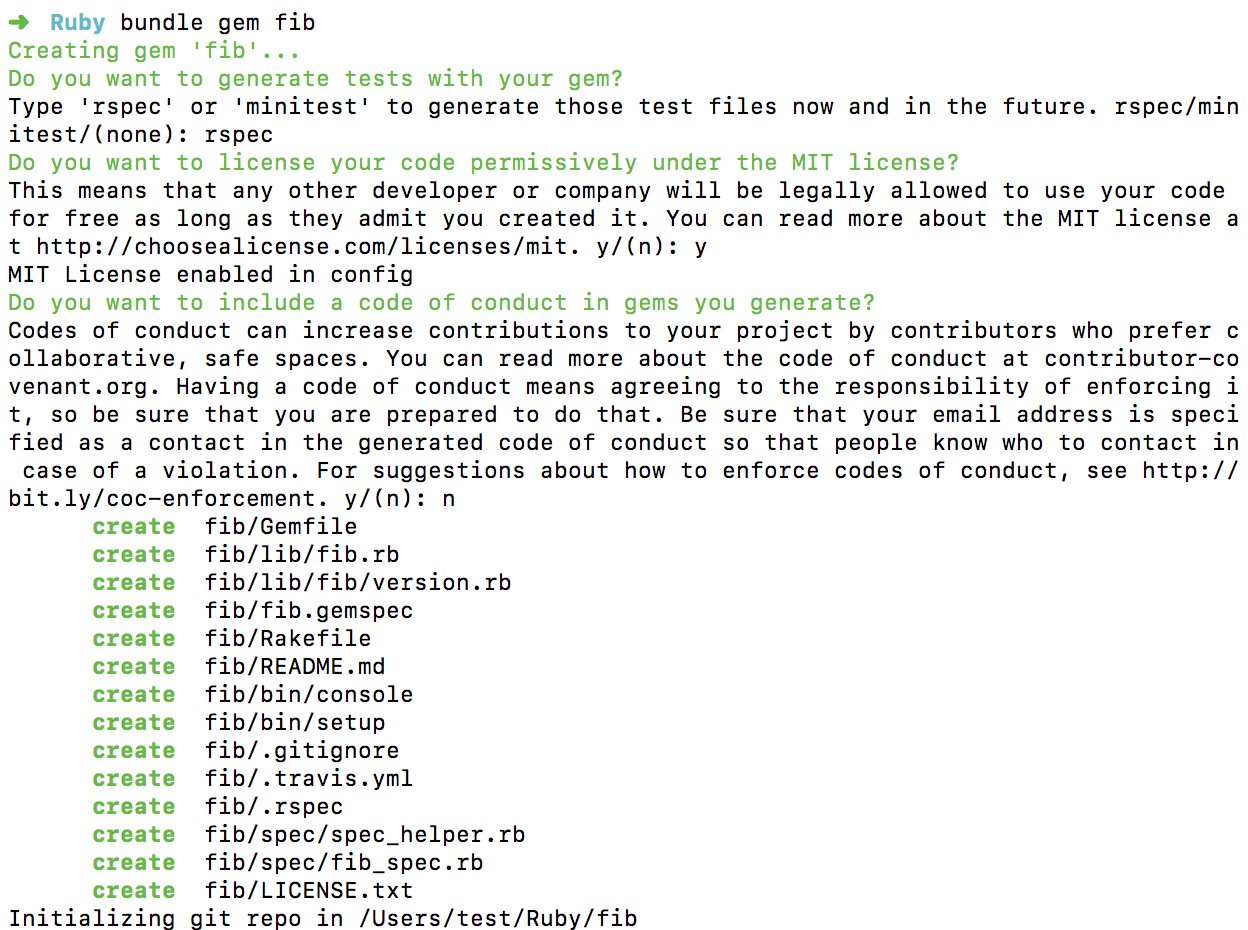 ➜ Ruby bundle gem fib
Creating gem 'fib'...
Do you want to generate tests with your gem?
Type 'rspec' or 'minitest' to generate those test files now and in the future. rspec/min
itest/(none): rspec
Do you want to license your code permissively under the MIT license?
This means that any other developer or company will be legally allowed to use your code
for free as long as they admit you created it. You can read more about the MIT license a
t http://choosealicense.com/licenses/mit. y/(n): y
MIT License enabled in config
Do you want to include a code of conduct in gems you generate?
Codes of conduct can increase contributions to your project by contributors who prefer c
ollaborative, safe spaces. You can read more about the code of conduct at contributor-co
venant.org. Having a code of conduct means agreeing to the responsibility of enforcing i
t, so be sure that you are prepared to do that. Be sure that your email address is speci
fied as a contact in the generated code of conduct so that people know who to contact in
 case of a violation. For suggestions about how to enforce codes of conduct, see http://
bit.ly/coc-enforcement. y/(n): n
      create  fib/Gemfile
      create  fib/lib/fib.rb
      create  fib/lib/fib/version.rb
      create  fib/fib.gemspec
      create  fib/Rakefile
      create  fib/README.md
      create  fib/bin/console
      create  fib/bin/setup
      create  fib/.gitignore
      create  fib/.travis.yml
      create  fib/.rspec
      create  fib/spec/spec_helper.rb
      create  fib/spec/fib_spec.rb
      create  fib/LICENSE.txt
Initializing git repo in /Users/test/Ruby/fib